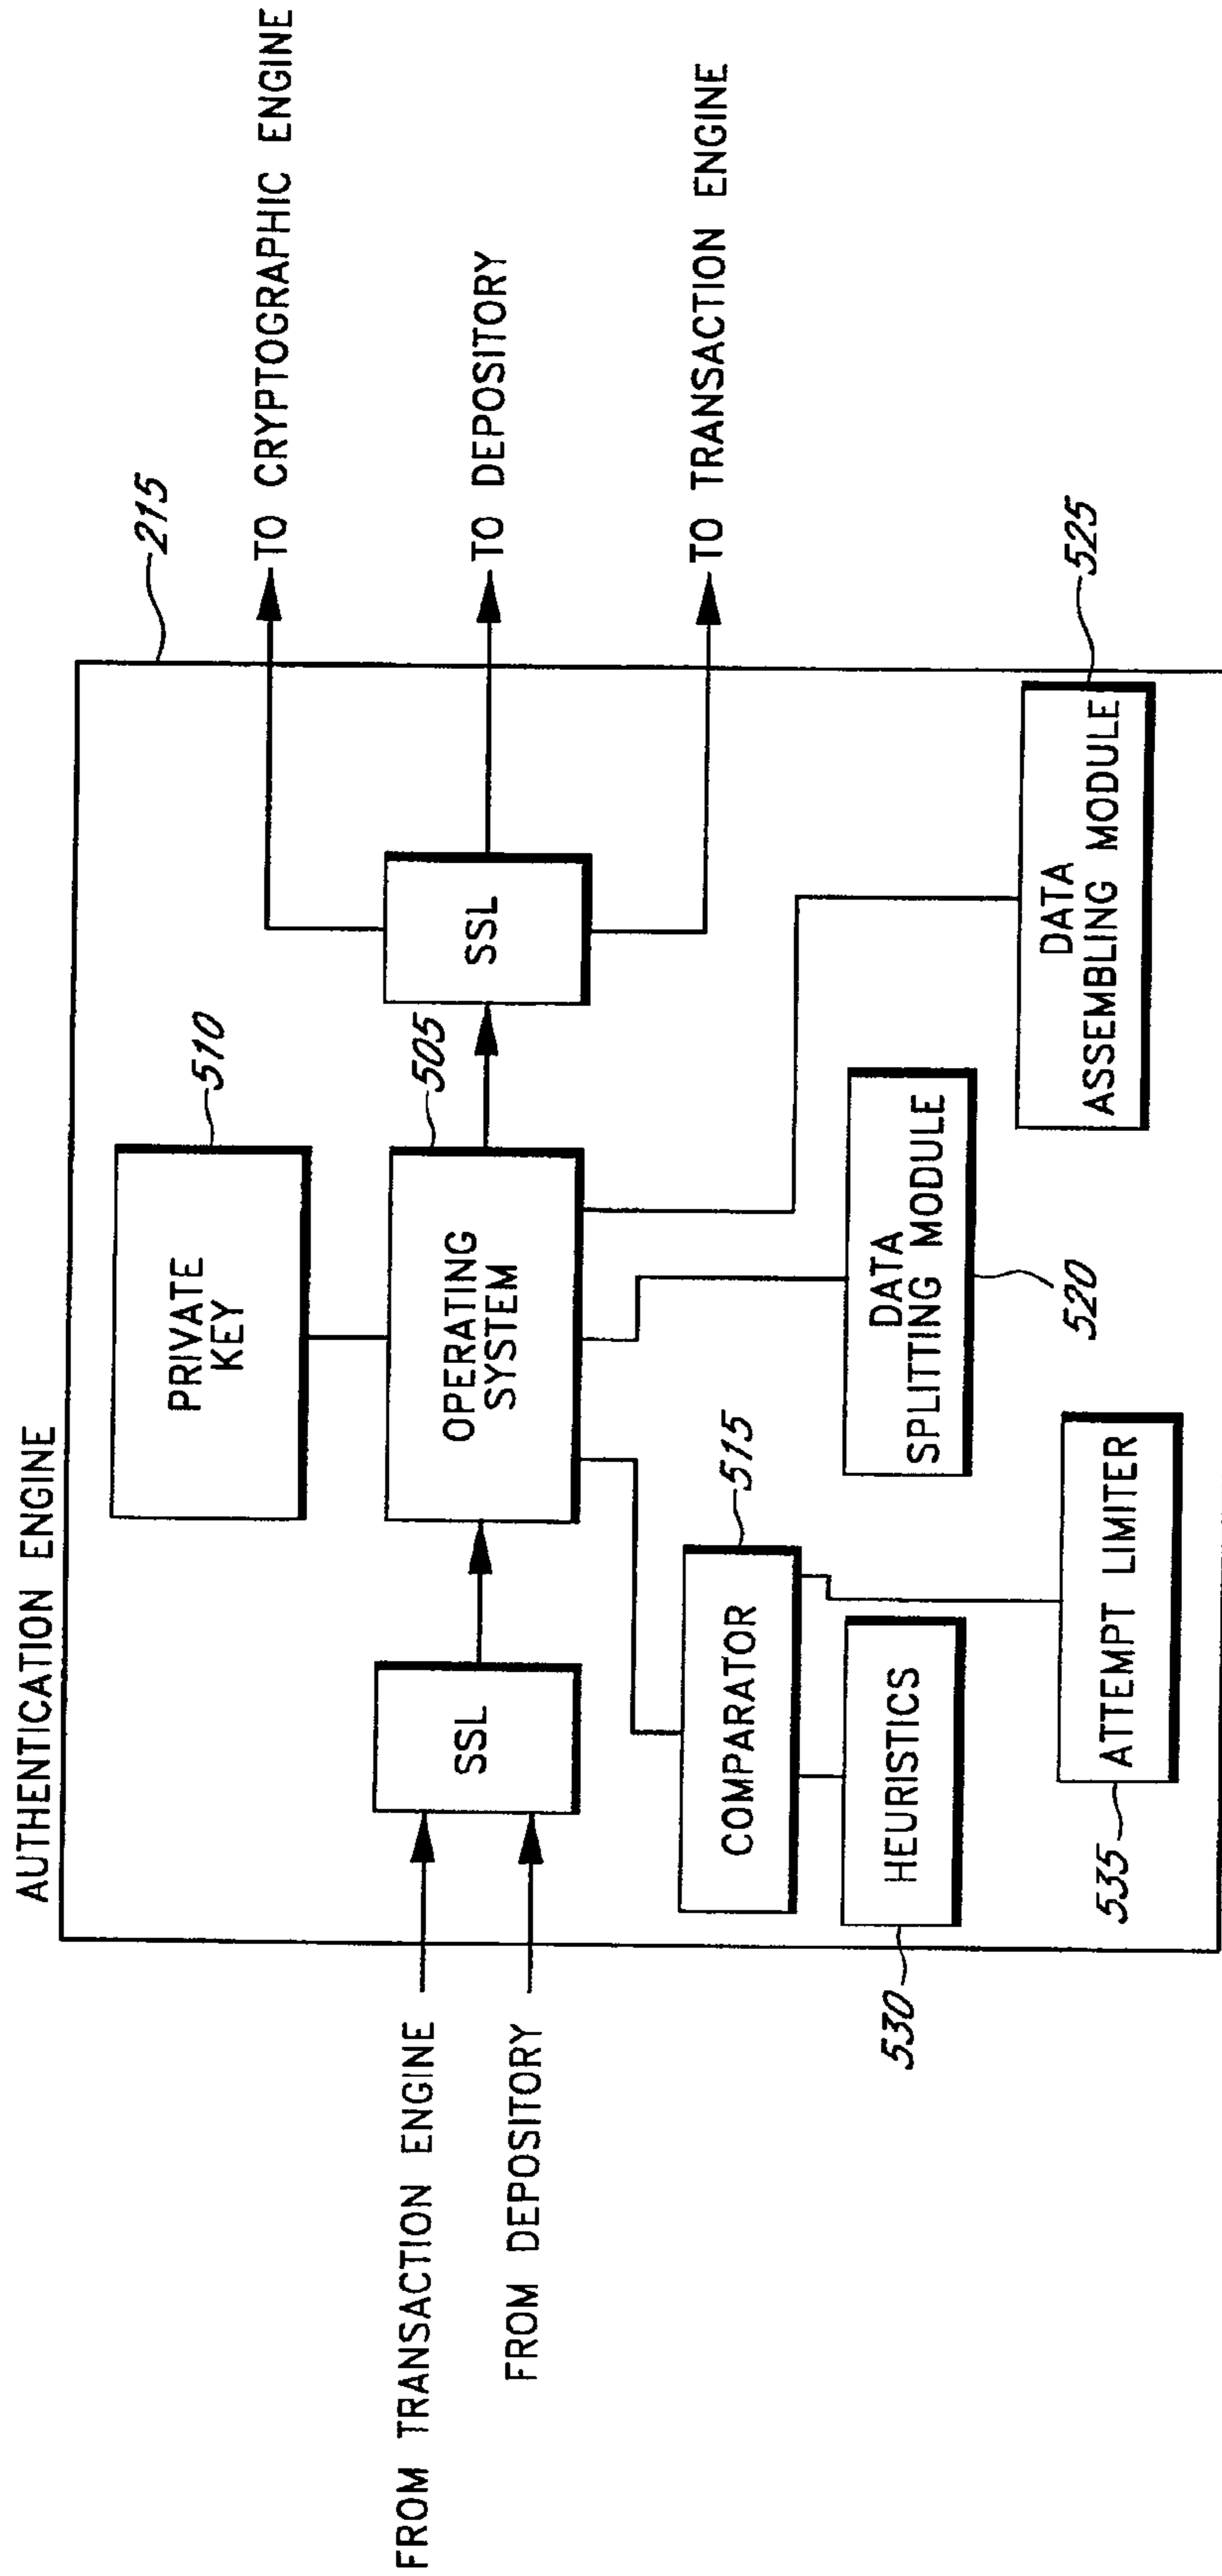 AUTHENTICATION ENGINE
215
PRIVATE
KEY
510
TO CRYPTOGRAPHIC ENGINE
FROM TRANSACTION ENGINE
FROM DEPOSITORY
SSL
OPERATING
SYSTEM
505
SSL
TO DEPOSITORY
TO TRANSACTION ENGINE
COMPARATOR
515
HEURISTICS
530
DATA
SPLITTING MODULE
520
DATA
ASSEMBLING MODULE
525
ATTEMPT LIMITER
535